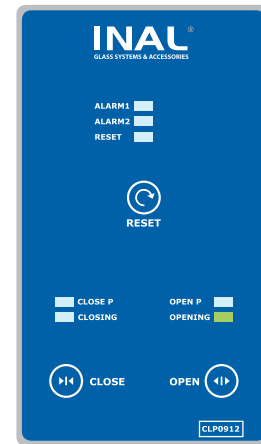 INAL®
GLASS SYSTEMS & ACCESSORIES
ALARM1
ALARM2
RESET
RESET
CLOSE P OPEN P
CLOSING OPENING
CLOSE OPEN
CLP0912